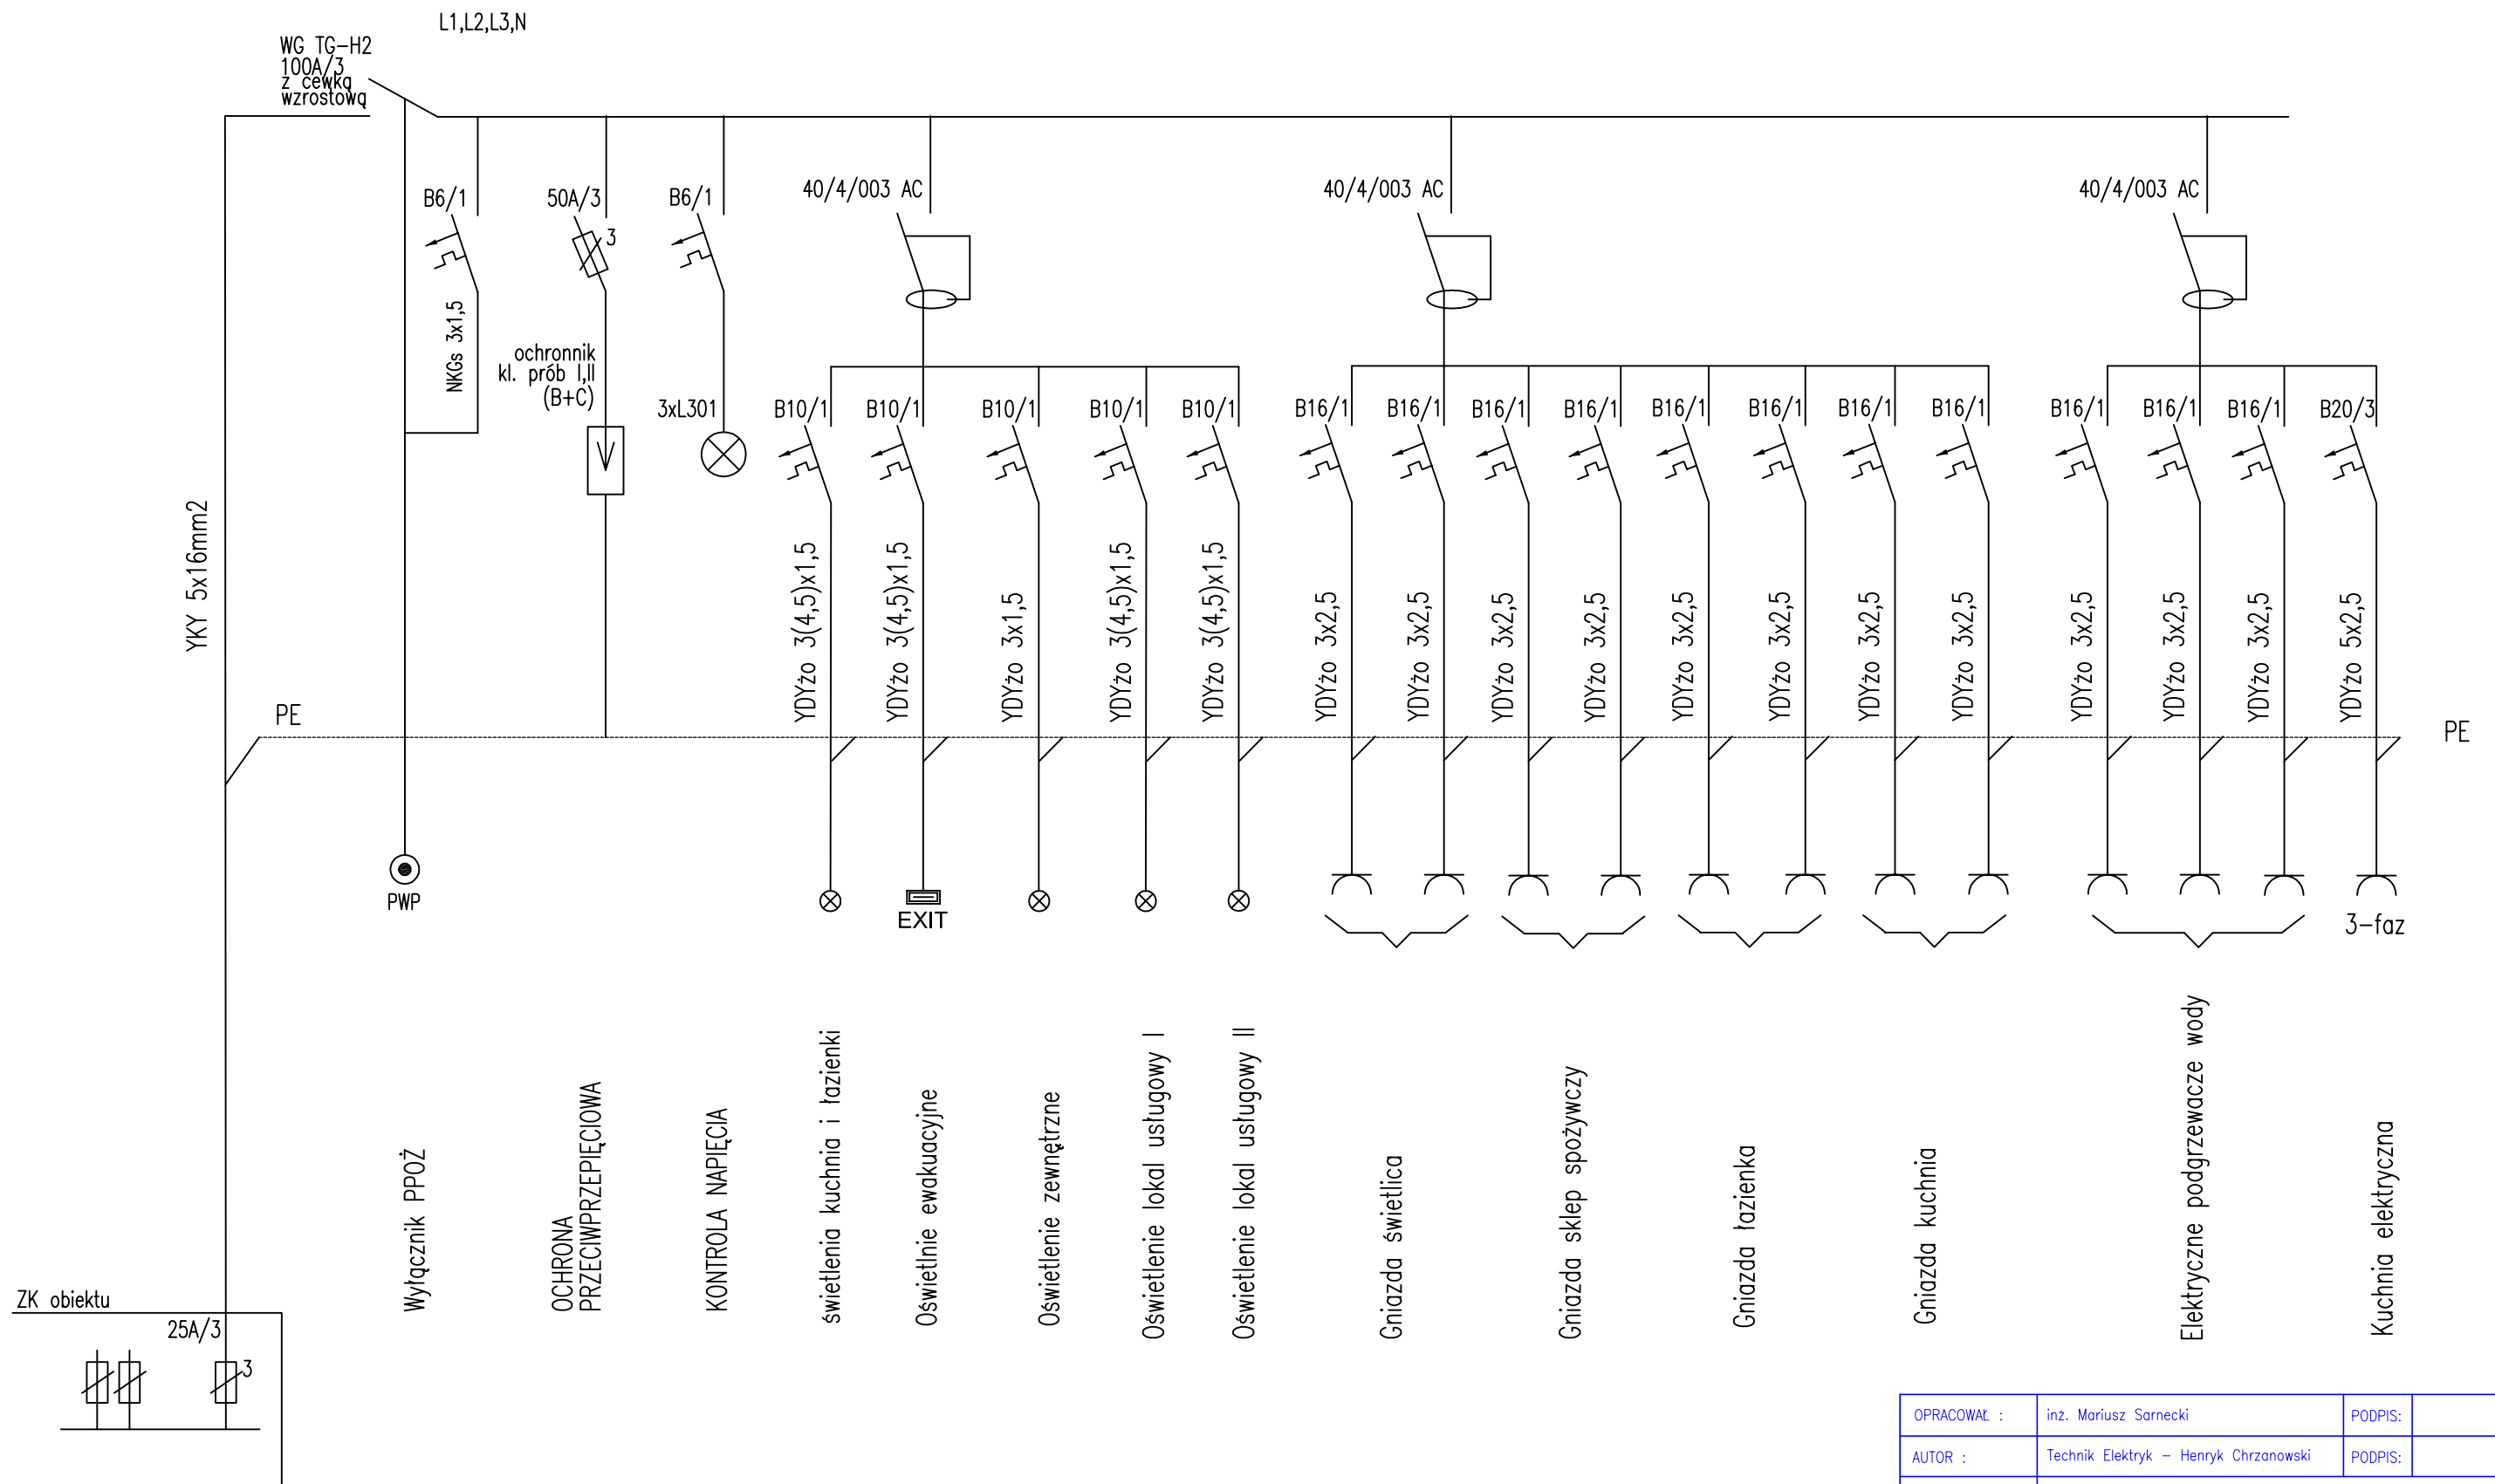 L1,L2,L3,N
WG TG-H2
100A/3
z cewką
wzrostową
B6/1
50A/3
B6/1
40/4/003 AC
40/4/003 AC
40/4/003 AC
3
NKGs 3x1,5
ochronnik
kl. prób I,II
(B+C)
3xL301
B10/1
B10/1
B10/1
B10/1
B10/1
B16/1
B16/1
B16/1
B16/1
B16/1
B16/1
B16/1
B16/1
B16/1
B16/1
B16/1
B20/3
YKY 5x16mm2
YDYżo 3(4,5)x1,5
YDYżo 3(4,5)x1,5
YDYżo 3x1,5
YDYżo 3(4,5)x1,5
YDYżo 3(4,5)x1,5
YDYżo 3x2,5
YDYżo 3x2,5
YDYżo 3x2,5
YDYżo 3x2,5
YDYżo 3x2,5
YDYżo 3x2,5
YDYżo 3x2,5
YDYżo 3x2,5
YDYżo 3x2,5
YDYżo 3x2,5
YDYżo 3x2,5
YDYżo 5x2,5
PE
PE
PWP
EXIT
3-faz
Wyłącznik PPOŻ
OCHRONA
PRZECIWPRZEPIĘCIOWA
KONTROLA NAPIĘCIA
świetlenia kuchnia i łazienki
Oświetlnie ewakuacyjne
Oświetlenie zewnętrzne
Oświetlenie lokal usługowy I
Oświetlenie lokal usługowy II
Gniazda świetlica
Gniazda sklep spożywczy
Gniazda łazienka
Gniazda kuchnia
Elektryczne podgrzewacze wody
Kuchnia elektryczna
ZK obiektu
25A/3
3
OPRACOWAŁ : inż. Mariusz Sarnecki PODPIS:
AUTOR : Technik Elektryk - Henryk Chrzanowski PODPIS: